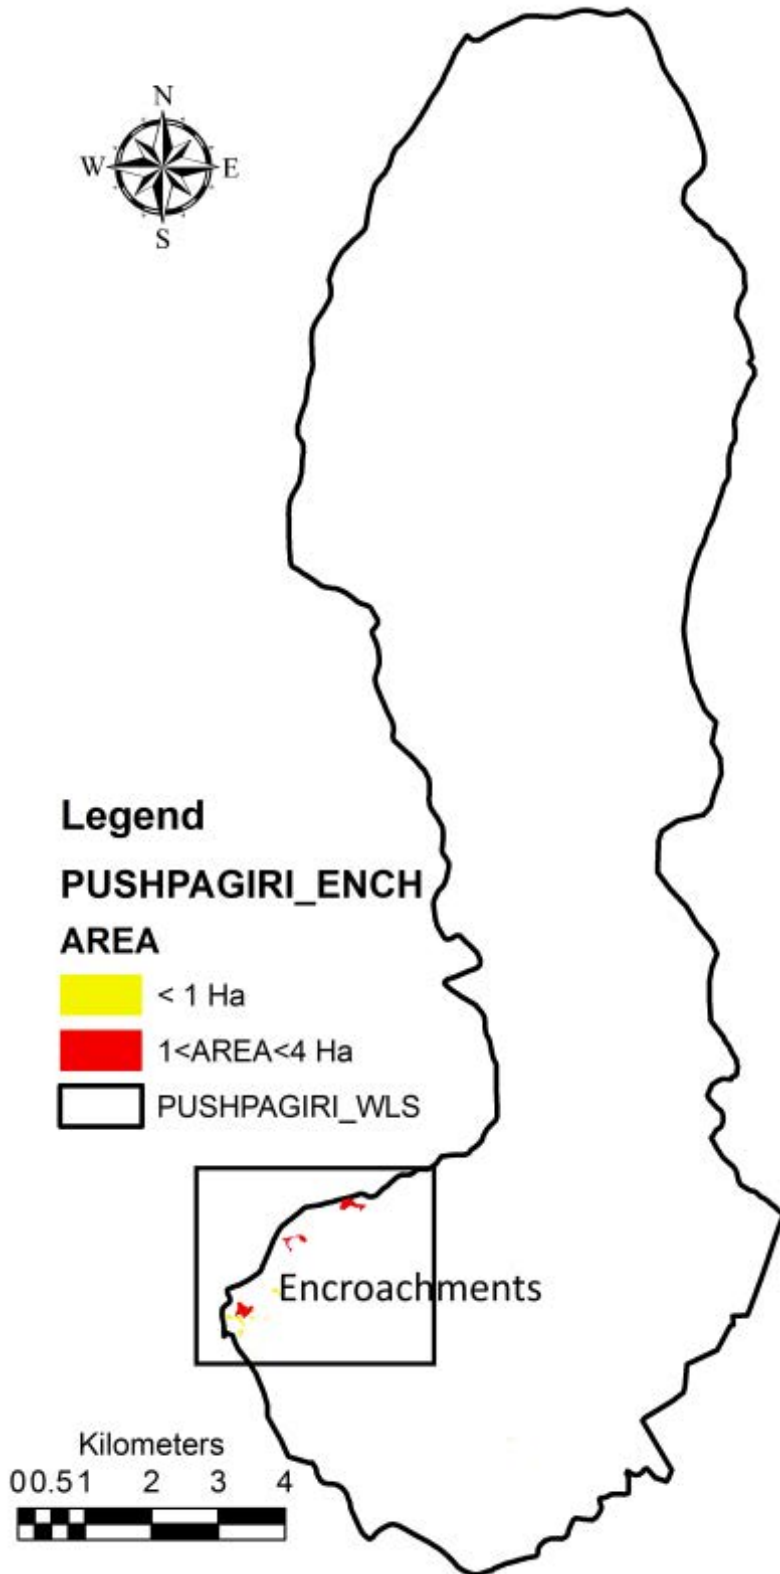 N
W E
S
Legend
PUSHPAGIRI_ENCH
AREA
< 1 Ha
1<AREA<4 Ha
PUSHPAGIRI_WLS
Encroachments
Kilometers
00.51 2 3 4